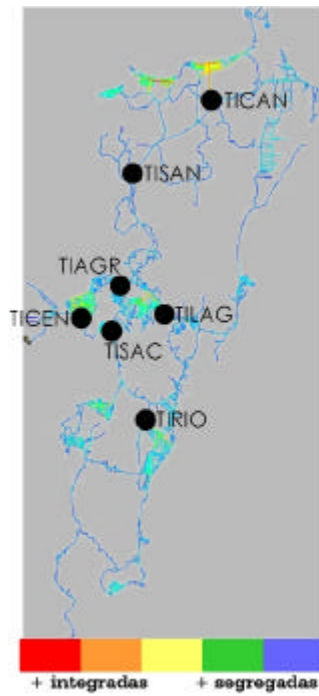 TICAN
TISAN
TIAGR
TICEN
TILAG
TISAC
TIRIO
+ integradas + segregadas